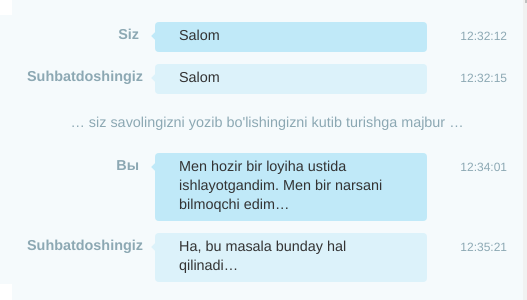 Siz Salom 12:32:12
Suhbatdoshingiz Salom 12:32:15
… siz savolingizni yozib bo'lishingizni kutib turishga majbur …
Вы Men hozir bir loyiha ustida 12:34:01
ishlayotgandim. Men bir narsani
bilmoqchi edim…
Suhbatdoshingiz Ha, bu masala bunday hal 12:35:21
qilinadi…